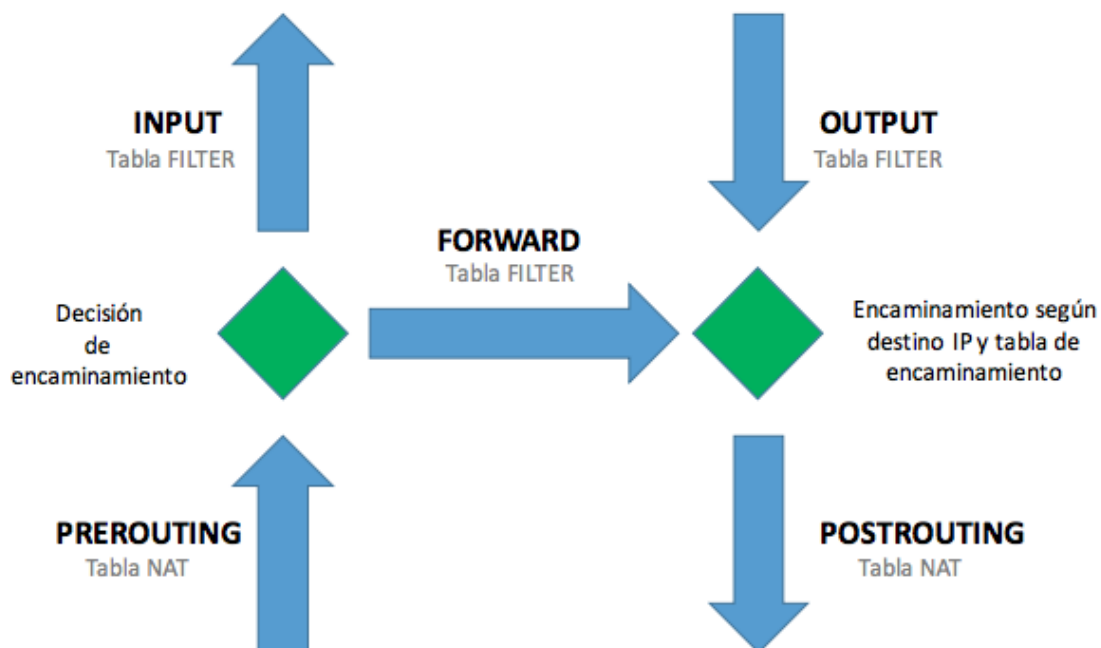 INPUT
Tabla FILTER
OUTPUT
Tabla FILTER
FORWARD
Tabla FILTER
Decisión
de
encaminamiento
Encaminamiento según
destino IP y tabla de
encaminamiento
PREROUTING
Tabla NAT
POSTROUTING
Tabla NAT